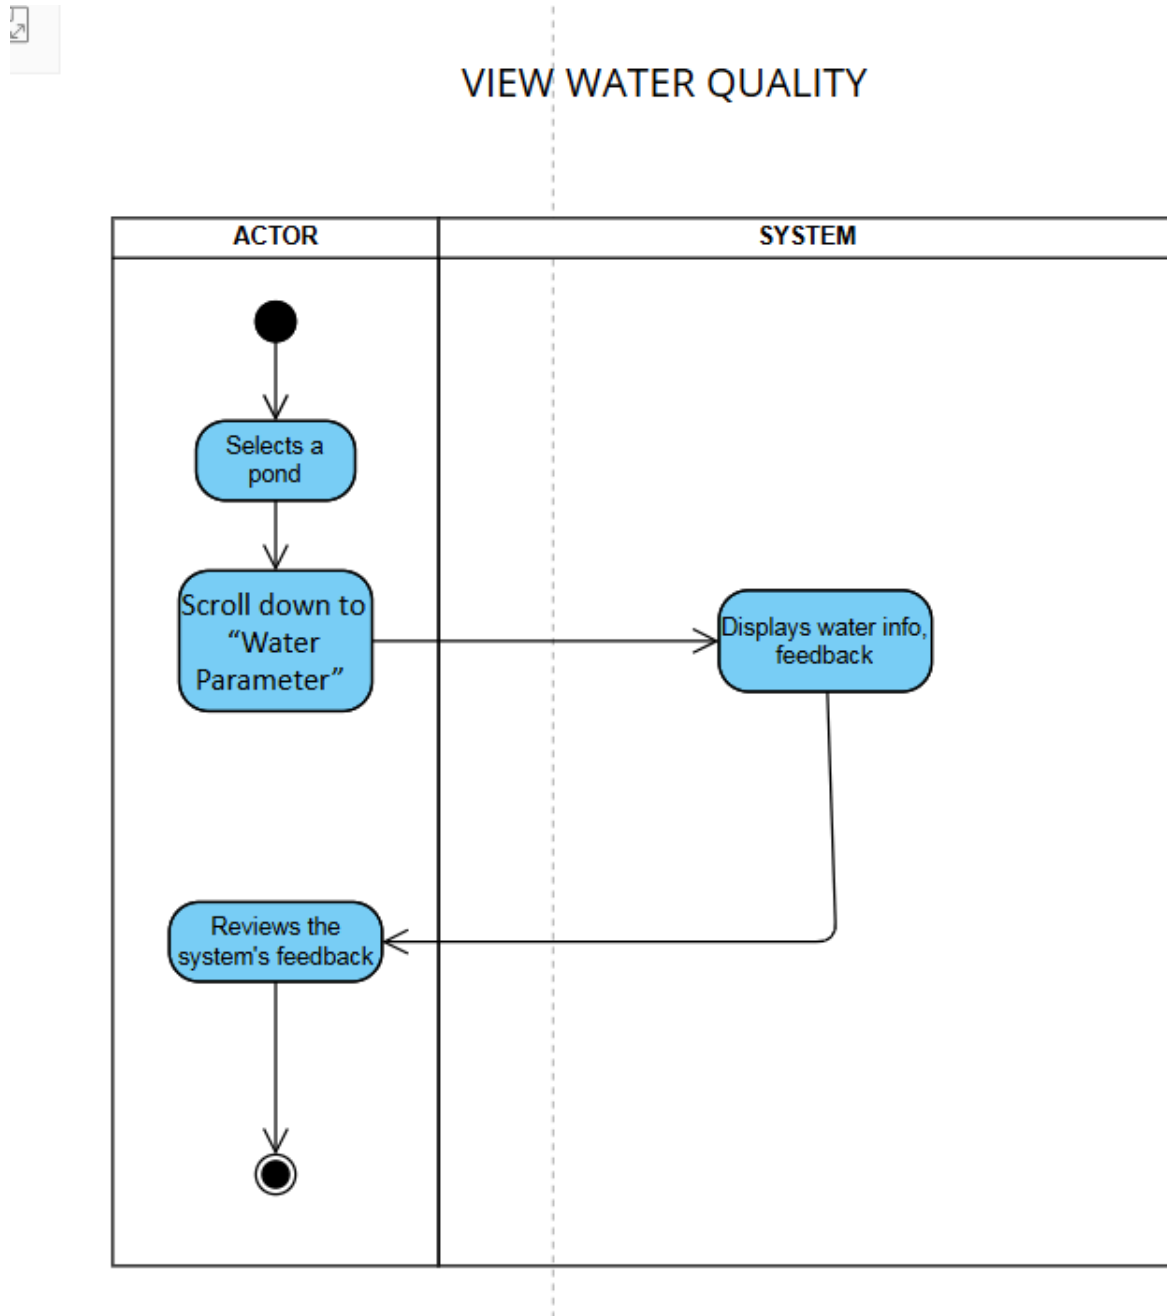 VIEW WATER QUALITY
ACTOR
SYSTEM
Selects a
pond
Scroll down to
“Water
Parameter”
Displays water info,
feedback
Reviews the
system's feedback